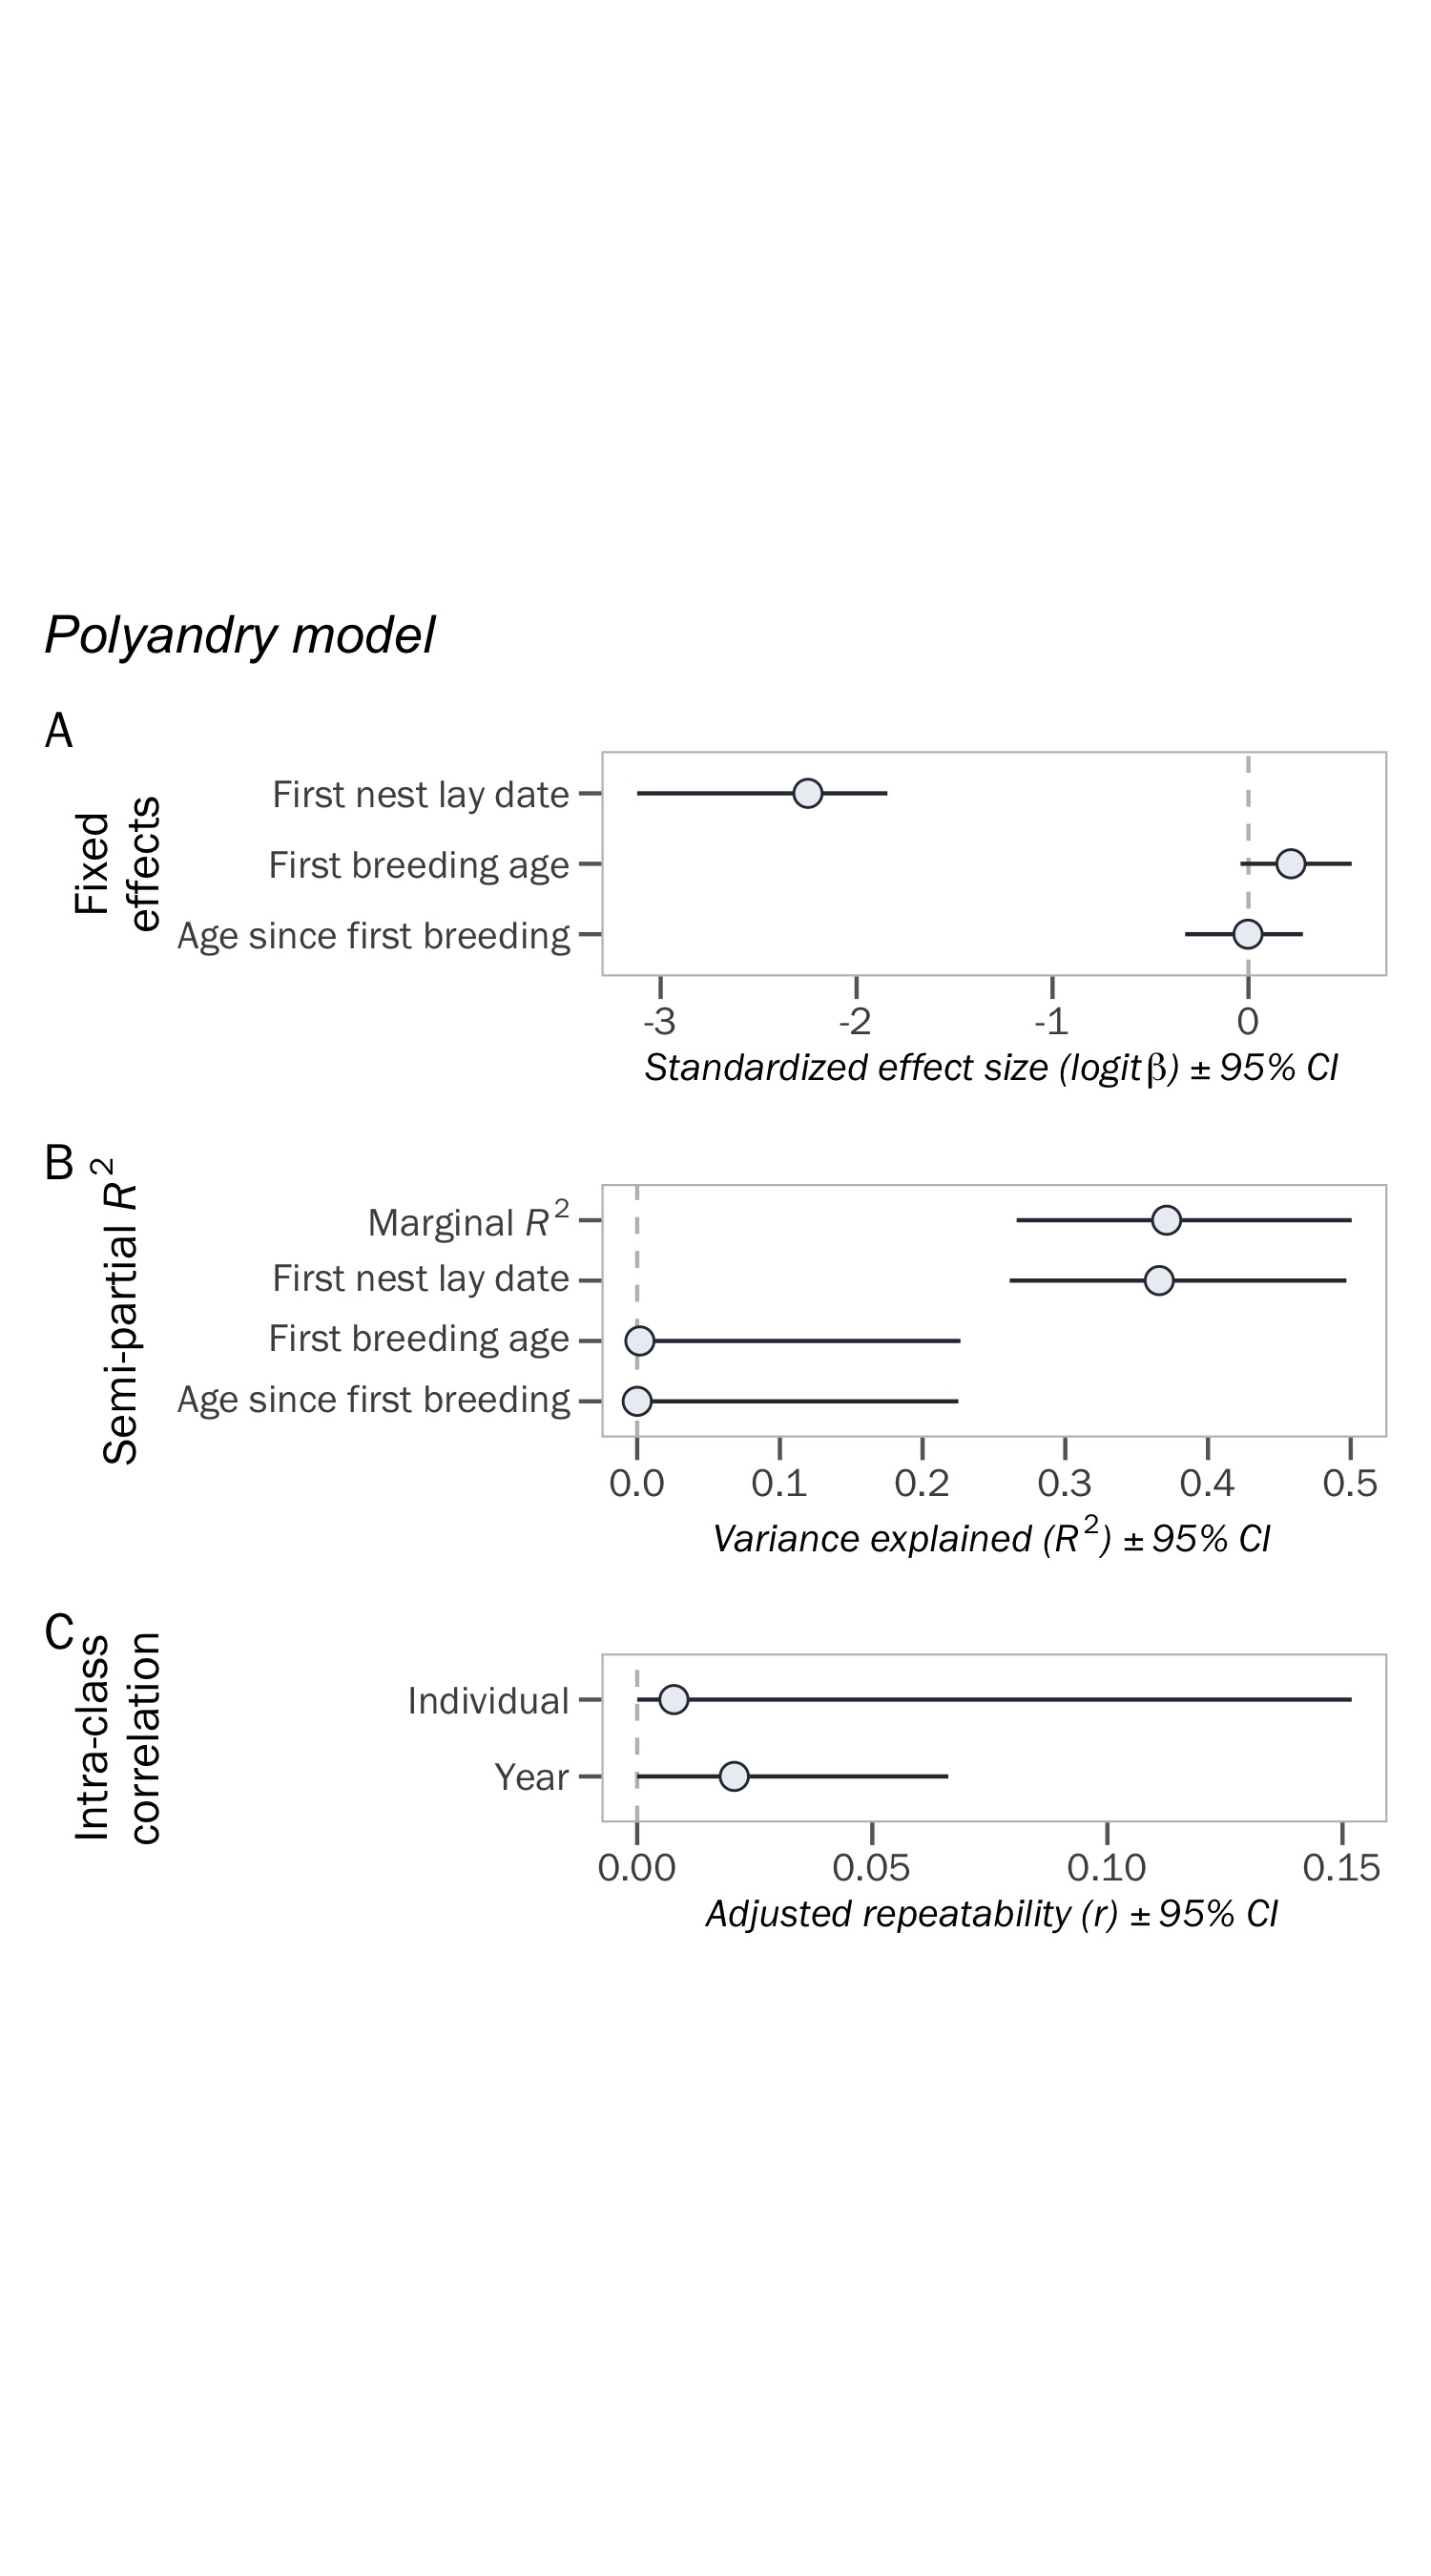 Polyandry model
A
Fixed
effects
First nest lay date
First breeding age
Age since first breeding
-3 -2 -1 0
Standardized effect size (logit β) ± 95% CI
B
Semi-partial R²
Marginal R²
First nest lay date
First breeding age
Age since first breeding
0.0 0.1 0.2 0.3 0.4 0.5
Variance explained (R²) ± 95% CI
C
Intra-class
correlation
Individual
Year
0.00 0.05 0.10 0.15
Adjusted repeatability (r) ± 95% CI